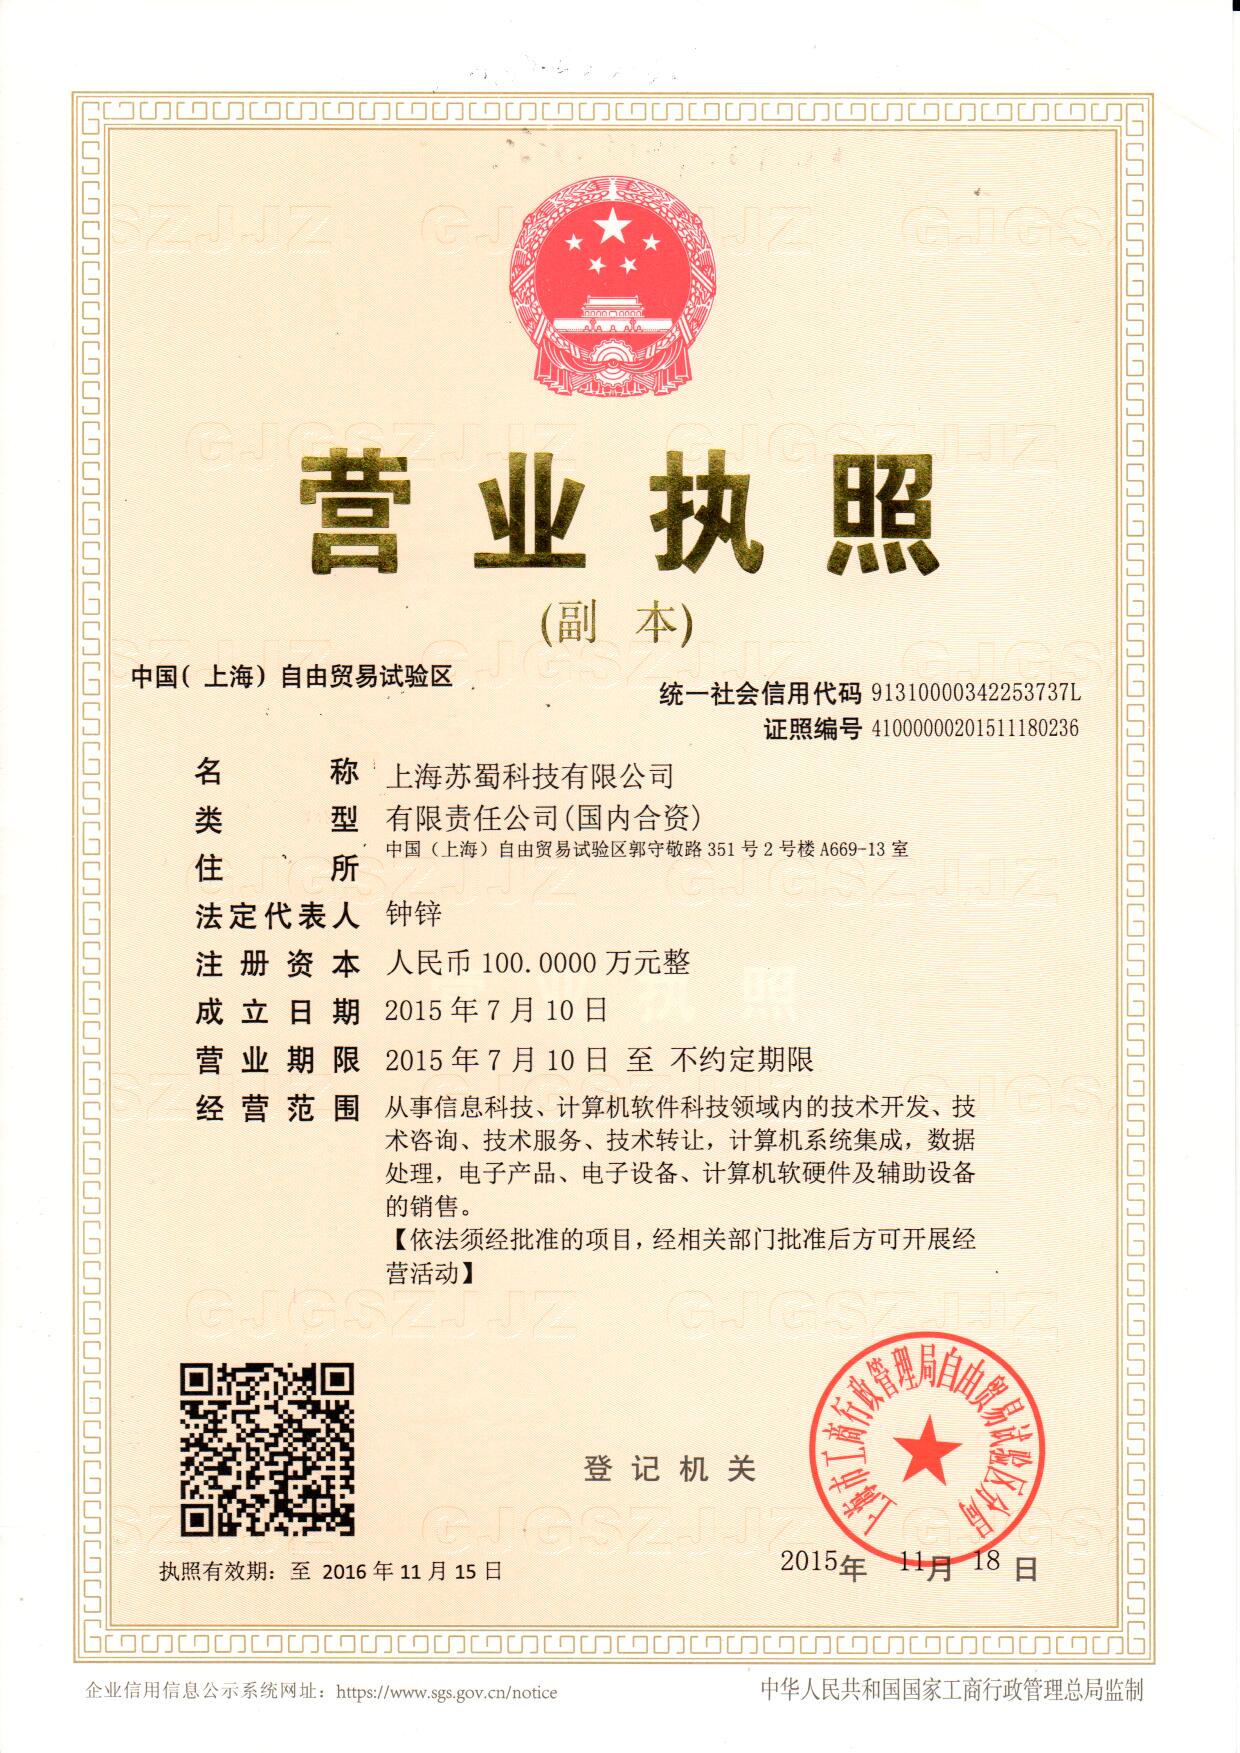 营业执照
(副 本)
中国( 上海) 自由贸易试验区
统一社会信用代码 91310000342253737L
证照编号 41000000201511180236
名 称 上海苏蜀科技有限公司
类 型 有限责任公司(国内合资)
住 所 中国（上海）自由贸易试验区郭守敬路 351 号 2 号楼 A669-13 室
法定代表人 钟锌
注册资本 人民币 100.0000 万元整
成立日期 2015 年 7 月 10 日
营业期限 2015 年 7 月 10 日 至 不约定期限
经营范围 从事信息科技、计算机软件科技领域内的技术开发、技
术咨询、技术服务、技术转让，计算机系统集成，数据
处理，电子产品、电子设备、计算机软硬件及辅助设备
的销售。
【依法须经批准的项目，经相关部门批准后方可开展经
营活动】
登记机关
上海市工商行政管理局自由贸易试验区分局
2015年 11月 18 日
执照有效期：至 2016 年 11 月 15 日
企业信用信息公示系统网址：https://www.sgs.gov.cn/notice
中华人民共和国国家工商行政管理总局监制